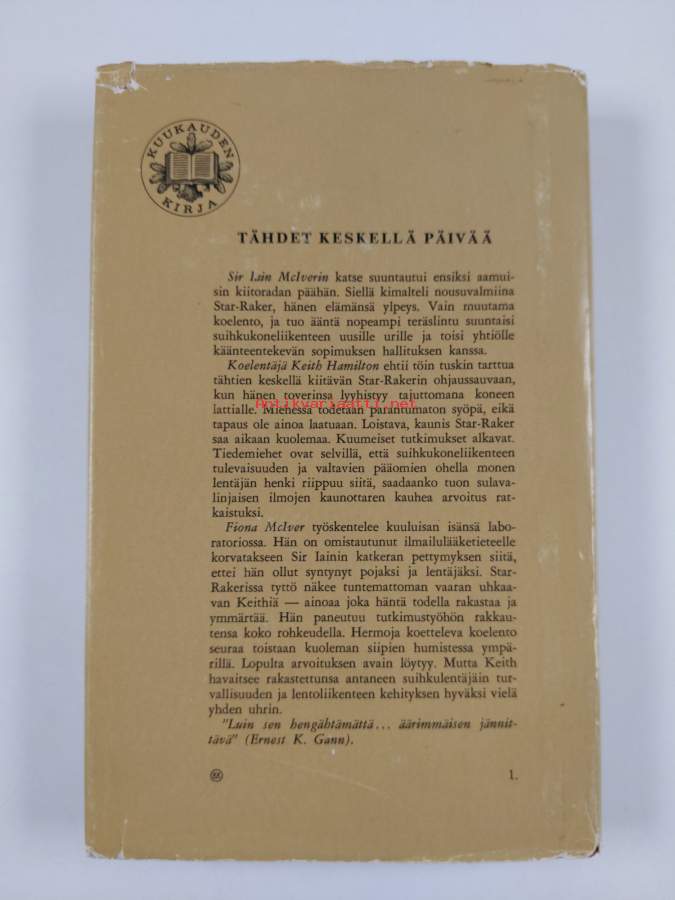 KUUKAUDEN
KIRJA
TÄHDET KESKELLÄ PÄIVÄÄ
Sir Iain McIverin katse suuntautui ensiksi aamui-
sin kiitoradan päähän. Siellä kimalteli nousuvalmiina
Star-Raker, hänen elämänsä ylpeys. Vain muutama
koelento, ja tuo ääntä nopeampi teräslintu suuntaisi
suihkukoneliikenteen uusille urille ja toisi yhtiölle
käänteentekevän sopimuksen hallituksen kanssa.
Koelentäjä Keith Hamilton ehtii töin tuskin tarttua
tähtien keskellä kiitävän Star-Rakerin ohjaussauvaan,
kun hänen toverinsa lyyhistyy tajuttomana koneen
lattialle. Miehessä todetaan parantumaton syöpä, eikä
tapaus ole ainoa laatuaan. Loistava, kaunis Star-Raker
saa aikaan kuolemaa. Kuumeiset tutkimukset alkavat.
Tiedemiehet ovat selvillä, että suihkukoneliikenteen
tulevaisuuden ja valtavien pääomien ohella monen
lentäjän henki riippuu siitä, saadaanko tuon sulava-
linjaisen ilmojen kaunottaren kauhea arvoitus rat-
kaistuksi.
Fiona McIver työskentelee kuuluisan isänsä labo-
ratoriossa. Hän on omistautunut ilmailulääketieteelle
korvatakseen Sir Iainin katkeran pettymyksen siitä,
ettei hän ollut syntynyt pojaksi ja lentäjäksi. Star-
Rakerissa tyttö näkee tuntemattoman vaaran uhkaa-
van Keithiä — ainoaa joka häntä todella rakastaa ja
ymmärtää. Hän paneutuu tutkimustyöhön rakkau-
tensa koko rohkeudella. Hermoja koetteleva koelento
seuraa toistaan kuoleman siipien humistessa ympä-
rillä. Lopulta arvoituksen avain löytyy. Mutta Keith
havaitsee rakastettunsa antaneen suihkulentäjäin tur-
vallisuuden ja lentoliikenteen kehityksen hyväksi vielä
yhden uhrin.
"Luin sen hengähtämättä... äärimmäisen jännit-
tävä" (Ernest K. Gann).
1.
antikvariaatti.net